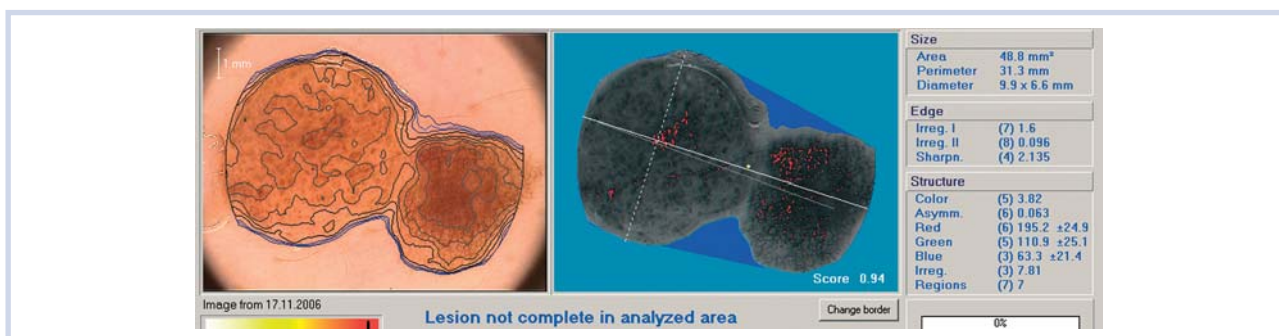 1 mm
Score 0.94
Size
Area 48.8 mm²
Perimeter 31.3 mm
Diameter 9.9 x 6.6 mm
Edge
Irreg. I (7) 1.6
Irreg. II (8) 0.096
Sharpn. (4) 2.135
Structure
Color (5) 3.82
Asymm. (6) 0.063
Red (6) 195.2 ±24.9
Green (5) 110.9 ±25.1
Blue (3) 63.3 ±21.4
Irreg. (3) 7.81
Regions (7) 7
Image from 17.11.2006
Lesion not complete in analyzed area
Change border
0%